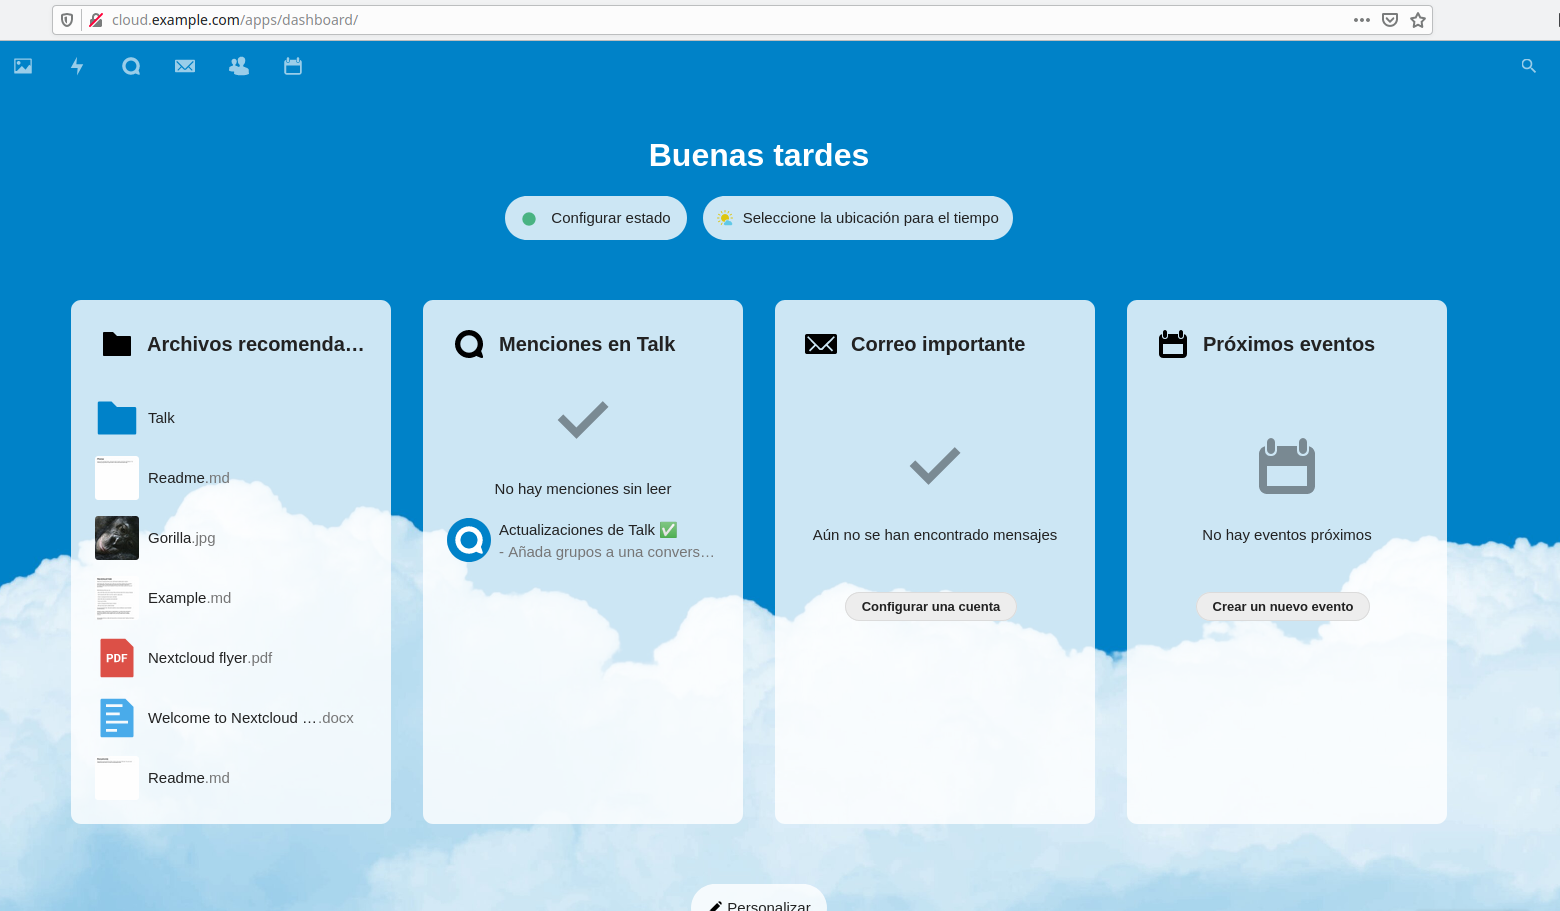 cloud.example.com/apps/dashboard/
Buenas tardes
Configurar estado
Seleccione la ubicación para el tiempo
Archivos recomenda…
Talk
Readme.md
Gorilla.jpg
Example.md
PDF
Nextcloud flyer.pdf
Welcome to Nextcloud ….docx
Readme.md
Menciones en Talk
No hay menciones sin leer
Actualizaciones de Talk ✅
- Añada grupos a una convers…
Correo importante
Aún no se han encontrado mensajes
Configurar una cuenta
Próximos eventos
No hay eventos próximos
Crear un nuevo evento
Personalizar